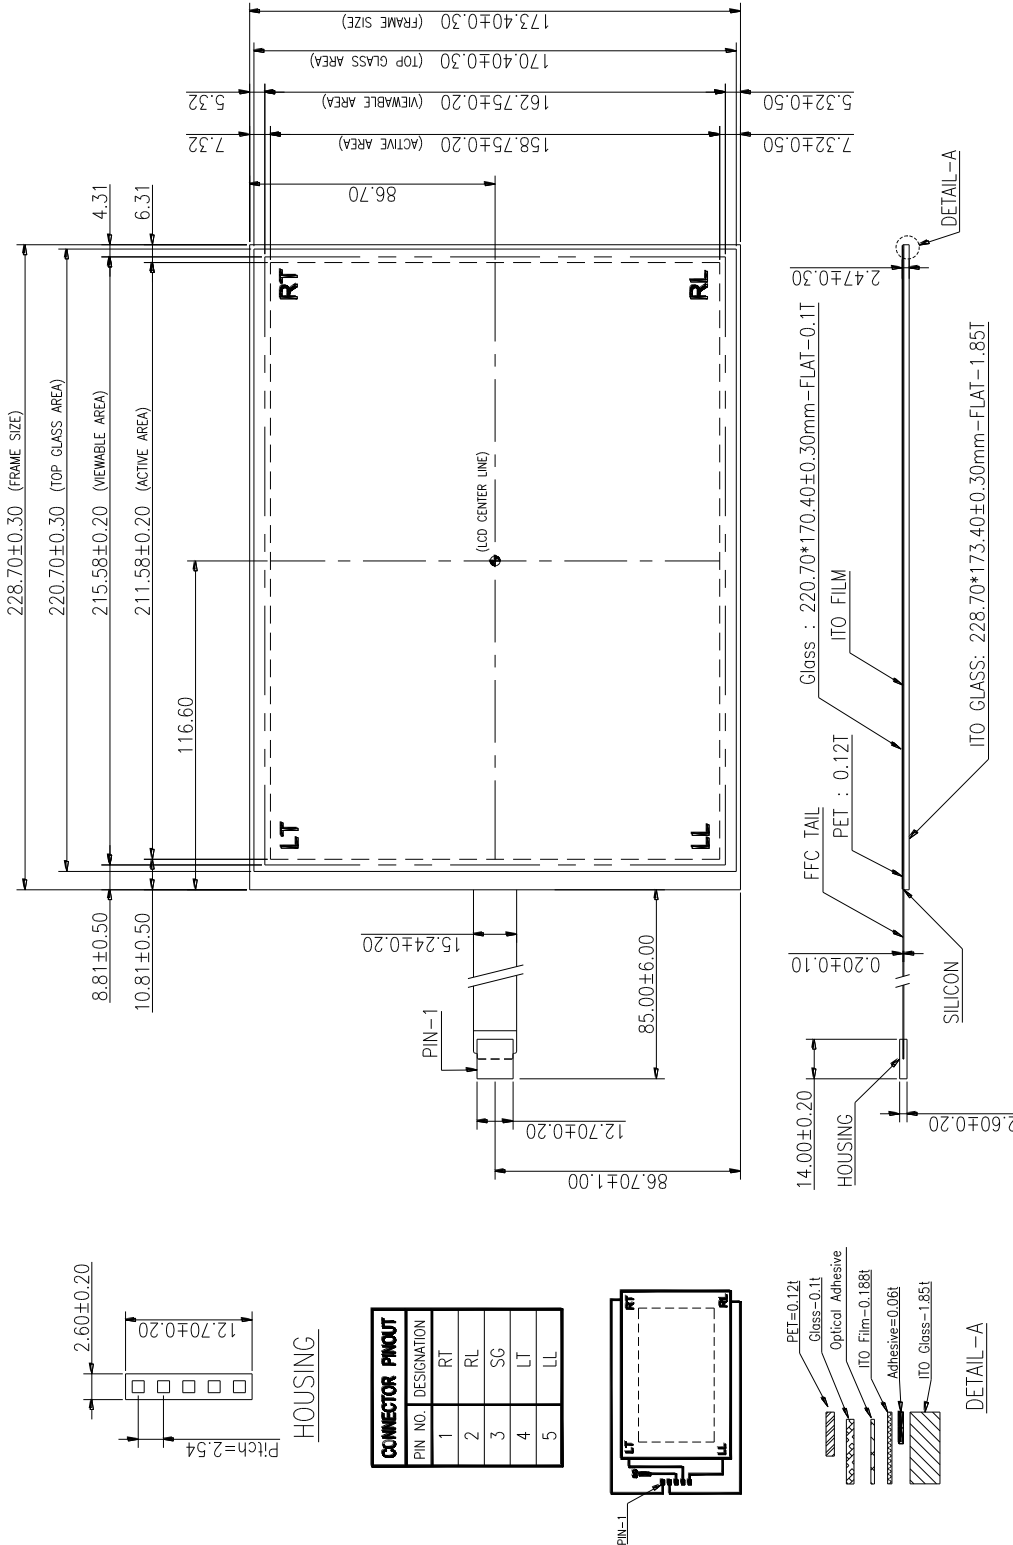 173.40±0.30 (FRAME SIZE)
170.40±0.30 (TOP GLASS AREA)
5.32
162.75±0.20 (VIEWABLE AREA)
5.32±0.50
7.32
158.75±0.20 (ACTIVE AREA)
7.32±0.50
86.70
4.31
6.31
228.70±0.30 (FRAME SIZE)
220.70±0.30 (TOP GLASS AREA)
215.58±0.20 (VIEWABLE AREA)
211.58±0.20 (ACTIVE AREA)
116.60
8.81±0.50
10.81±0.50
RT
RL
LT
LL
(LCD CENTER LINE)
15.24±0.20
85.00±6.00
PIN-1
12.70±0.20
86.70±1.00
DETAIL-A
2.47±0.30
Glass : 220.70*170.40±0.30mm-FLAT-0.1T
ITO FILM
ITO GLASS: 228.70*173.40±0.30mm-FLAT-1.85T
PET : 0.12T
FFC TAIL
0.20±0.10
SILICON
14.00±0.20
HOUSING
2.60±0.20
2.60±0.20
12.70±0.20
Pitch=2.54
HOUSING
CONNECTOR PINOUT
PIN NO. DESIGNATION
1 RT
2 RL
3 SG
4 LT
5 LL
RT
RL
LT
LL
SG
PIN-1
PET=0.12t
Glass-0.1t
Optical Adhesive
ITO Film-0.188t
Adhesive=0.06t
ITO Glass-1.85t
DETAIL-A